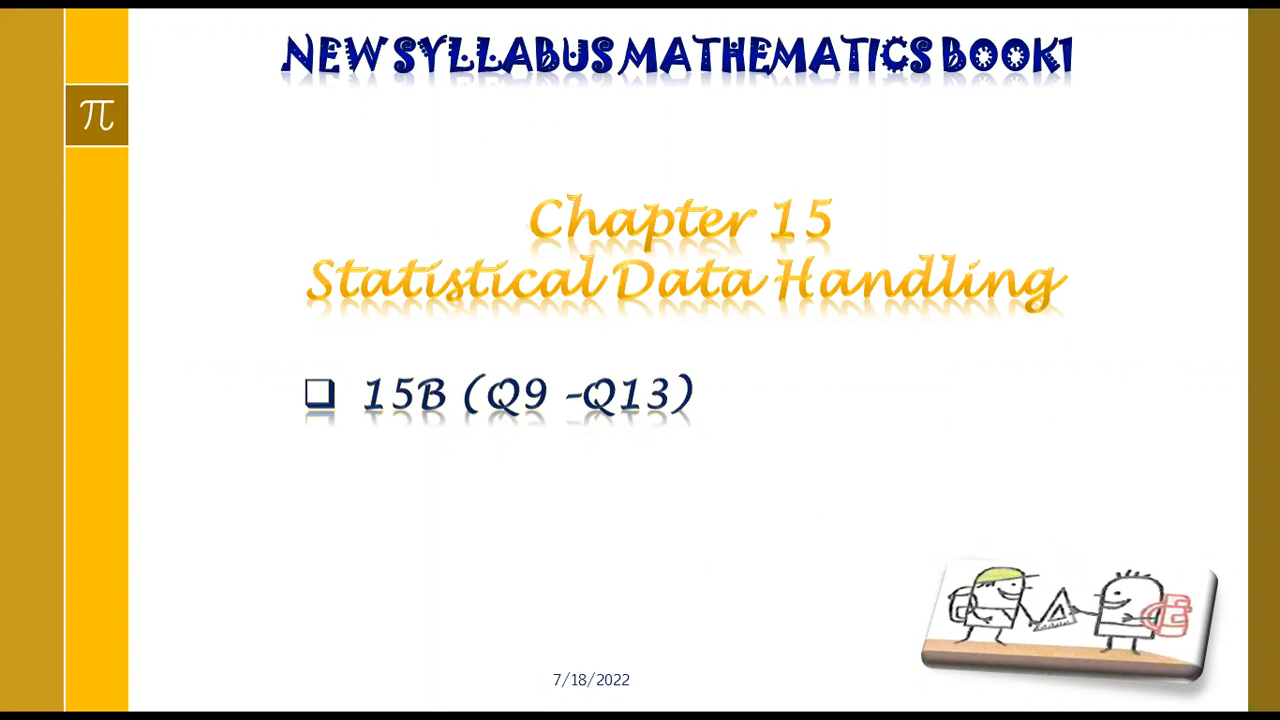 NEW SYLLABUS MATHEMATICS BOOK1
π
Chapter 15
Statistical Data Handling
15B (Q9 -Q13)
7/18/2022